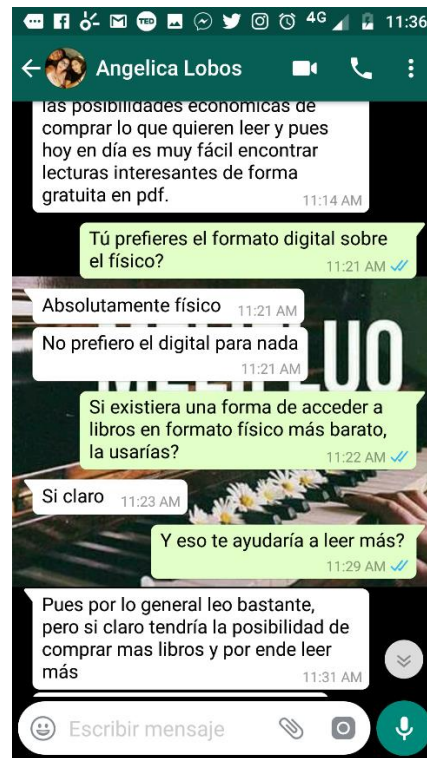 TED
4G
11:36
Angelica Lobos
las posibilidades económicas de
comprar lo que quieren leer y pues
hoy en día es muy fácil encontrar
lecturas interesantes de forma
gratuita en pdf.
11:14 AM
Tú prefieres el formato digital sobre
el físico?
11:21 AM
Absolutamente físico 11:21 AM
No prefiero el digital para nada
11:21 AM
Si existiera una forma de acceder a
libros en formato físico más barato,
la usarías?
11:22 AM
Si claro 11:23 AM
Y eso te ayudaría a leer más?
11:29 AM
Pues por lo general leo bastante,
pero si claro tendría la posibilidad de
comprar mas libros y por ende leer
más
11:31 AM
Escribir mensaje